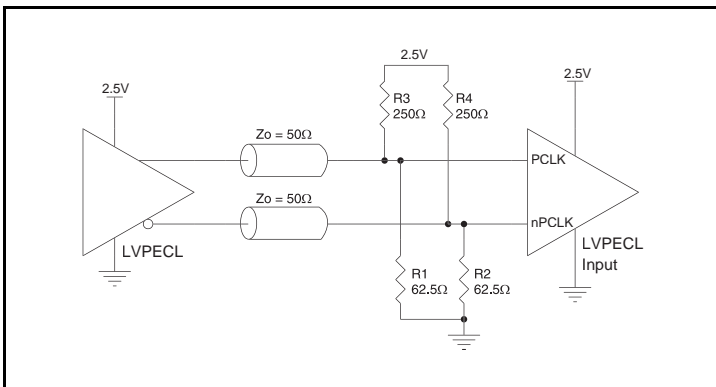 2.5V
2.5V
2.5V
R3
250Ω
R4
250Ω
Zo = 50Ω
PCLK
Zo = 50Ω
nPCLK
LVPECL
LVPECL
Input
R1
62.5Ω
R2
62.5Ω